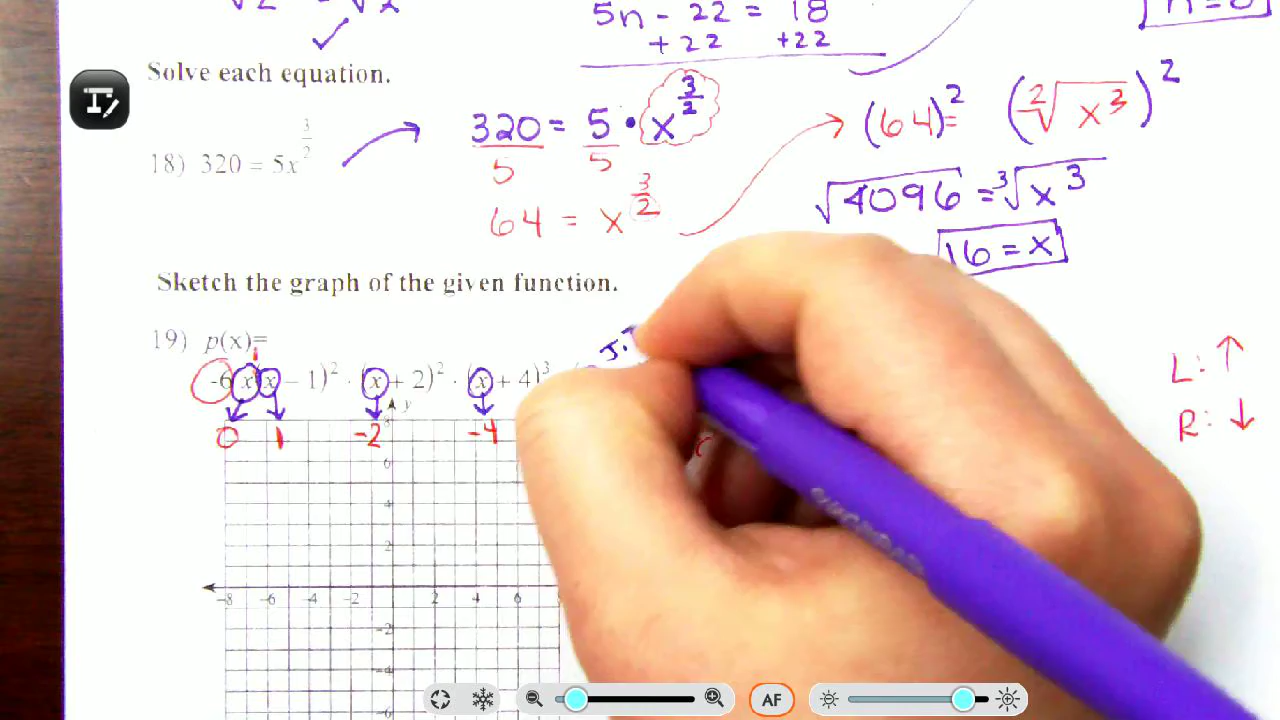 √2 √2
✓
5n - 22 = 18
+22 +22
Solve each equation.
18) 320 = 5x^(3/2)
320 = 5 • x^(3/2)
5 5
64 = x^(3/2)
(64)^2 = (²√x³)^2
√4096 = ³√x³
16 = x
Sketch the graph of the given function.
19) p(x)=
-6x(x - 1)² · (x + 2)² · (x + 4)³
0 1 -2 -4
L: ↑
R: ↓
y
8
6
2
-8 -6 -4 -2 2 4 6
-2
-4
AF